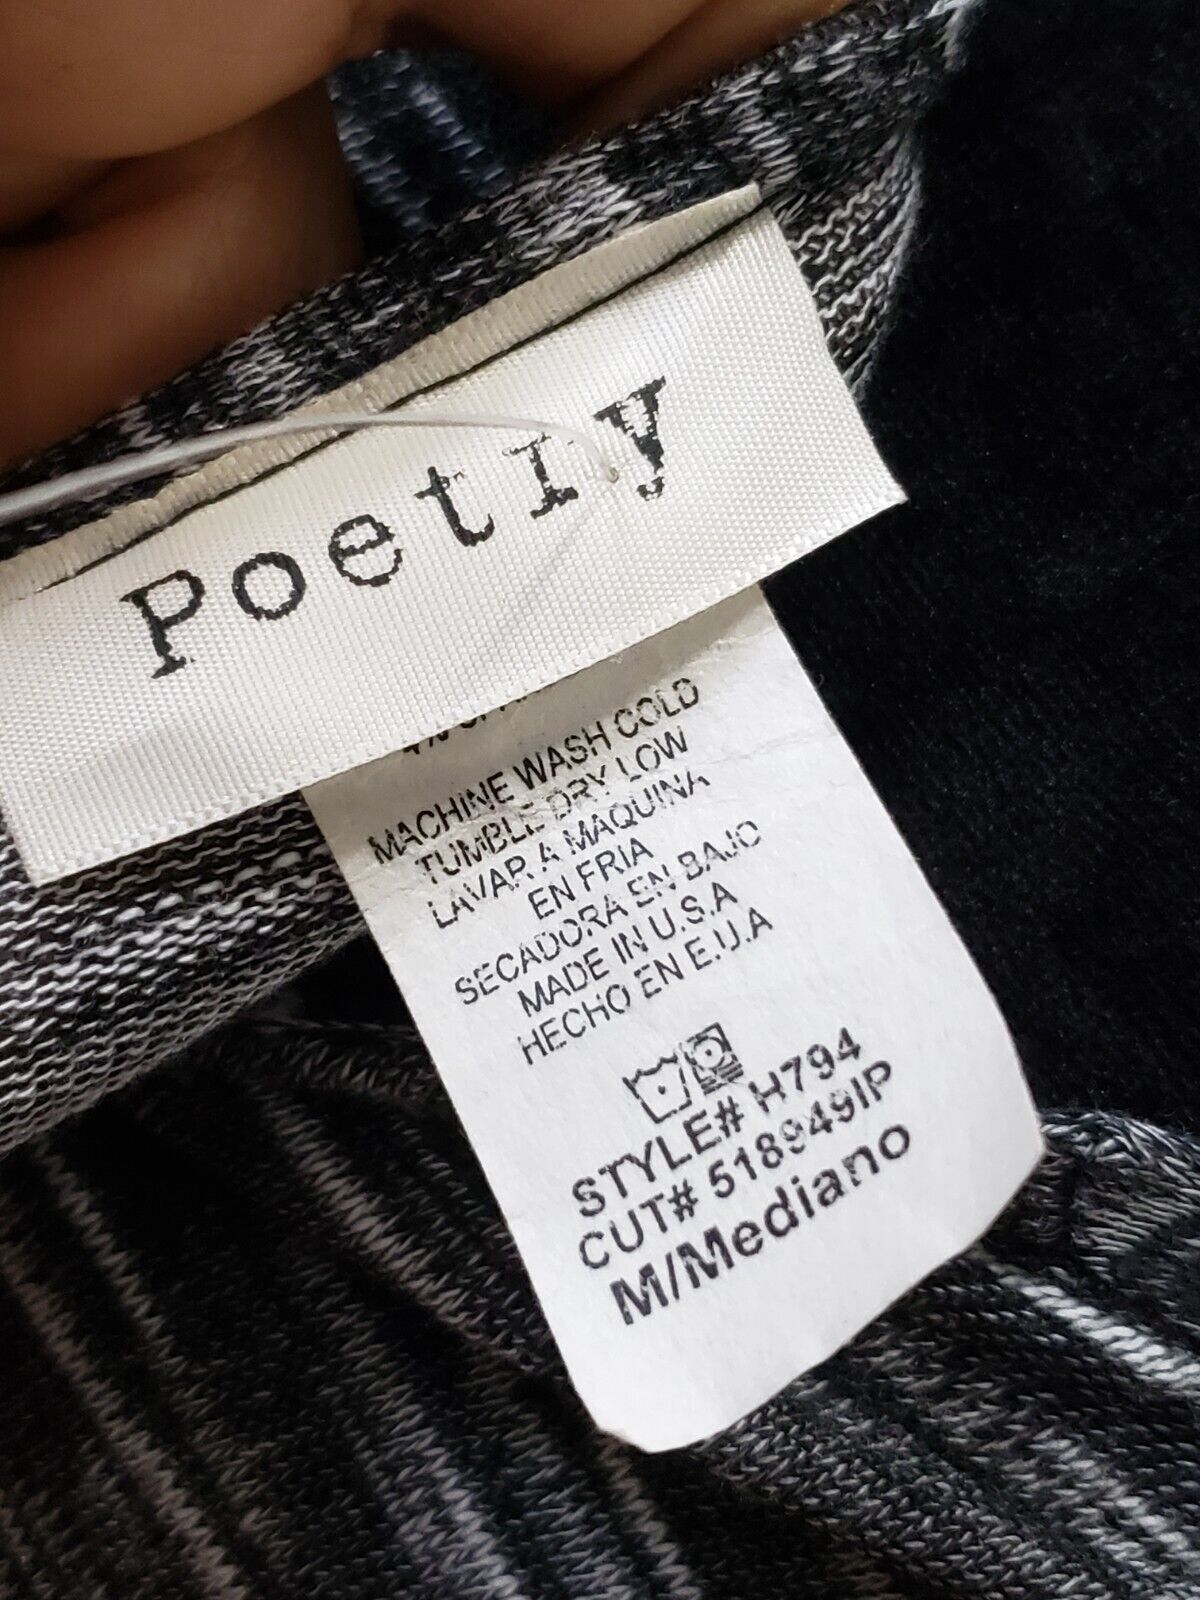 Poetry
MACHINE WASH COLD
TUMBLE DRY LOW
LAVAR A MAQUINA
EN FRIA
SECADORA EN BAJO
MADE IN U.S.A
HECHO EN E.U.A
STYLE# H794
CUT# 518949IP
M/Mediano